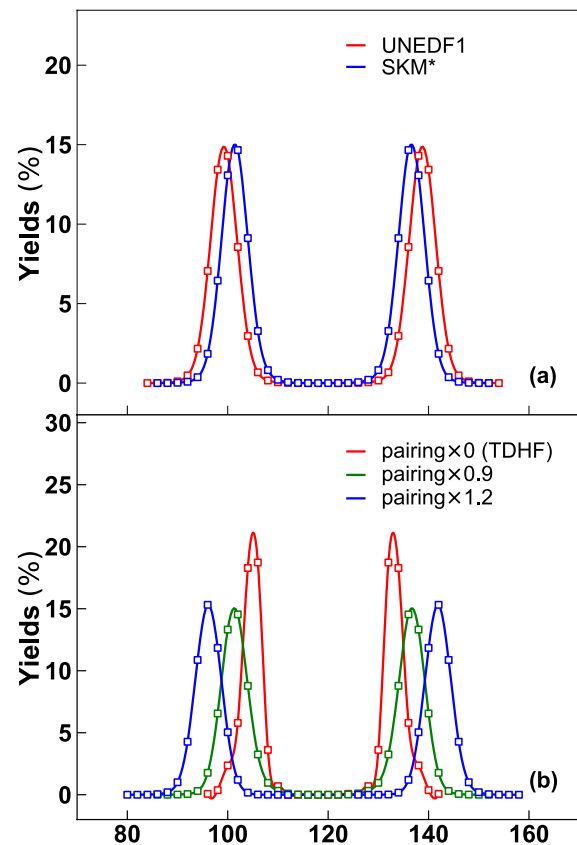 UNEDF1
SKM*
20
15
10
5
0
Yields (%)
(a)
30
pairing×0 (TDHF)
pairing×0.9
pairing×1.2
25
20
15
10
5
0
Yields (%)
(b)
80 100 120 140 160